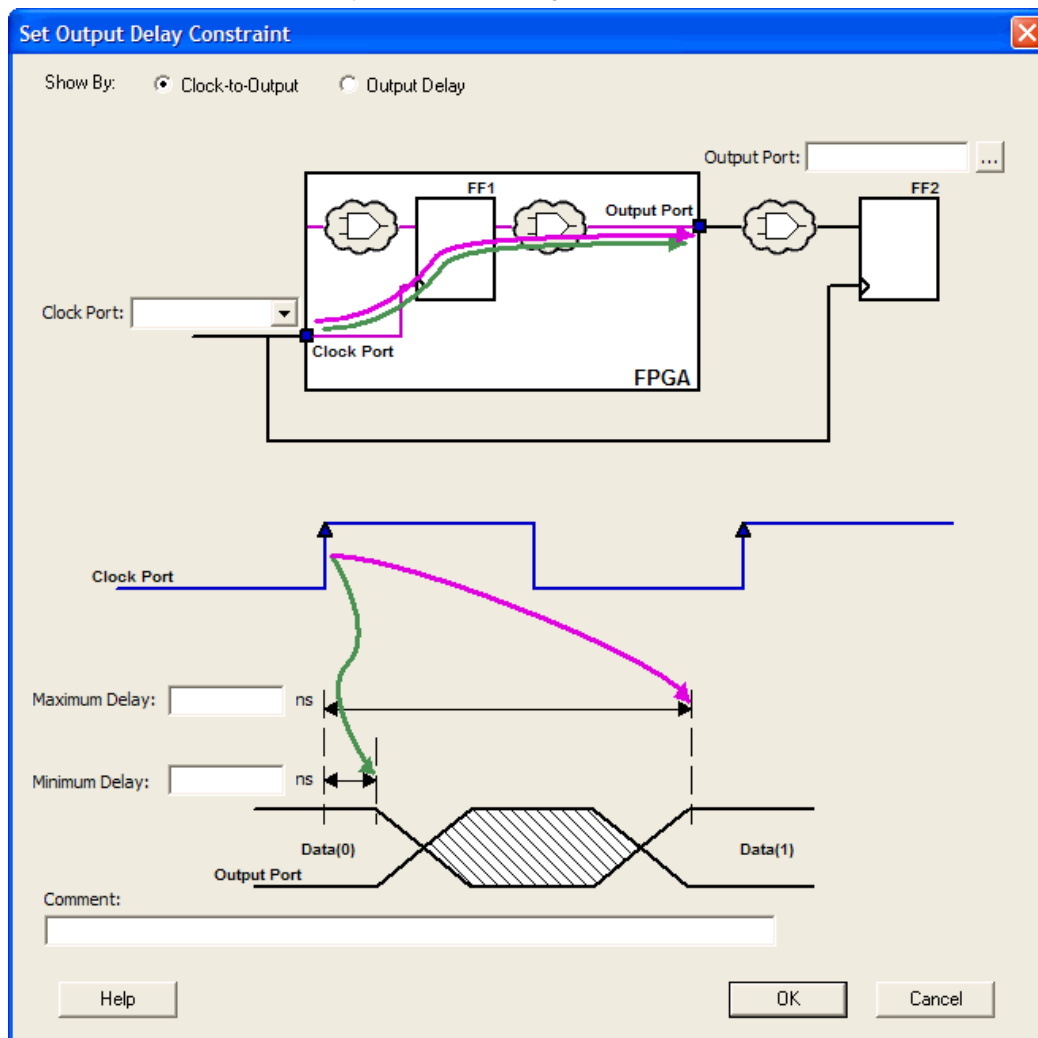 Set Output Delay Constraint
Show By: Clock-to-Output Output Delay
Output Port: ...
FF1 FF2
Output Port
Clock Port:
Clock Port
FPGA
Clock Port
Maximum Delay: ns
Minimum Delay: ns
Data(0) Data(1)
Output Port
Comment:
Help OK Cancel